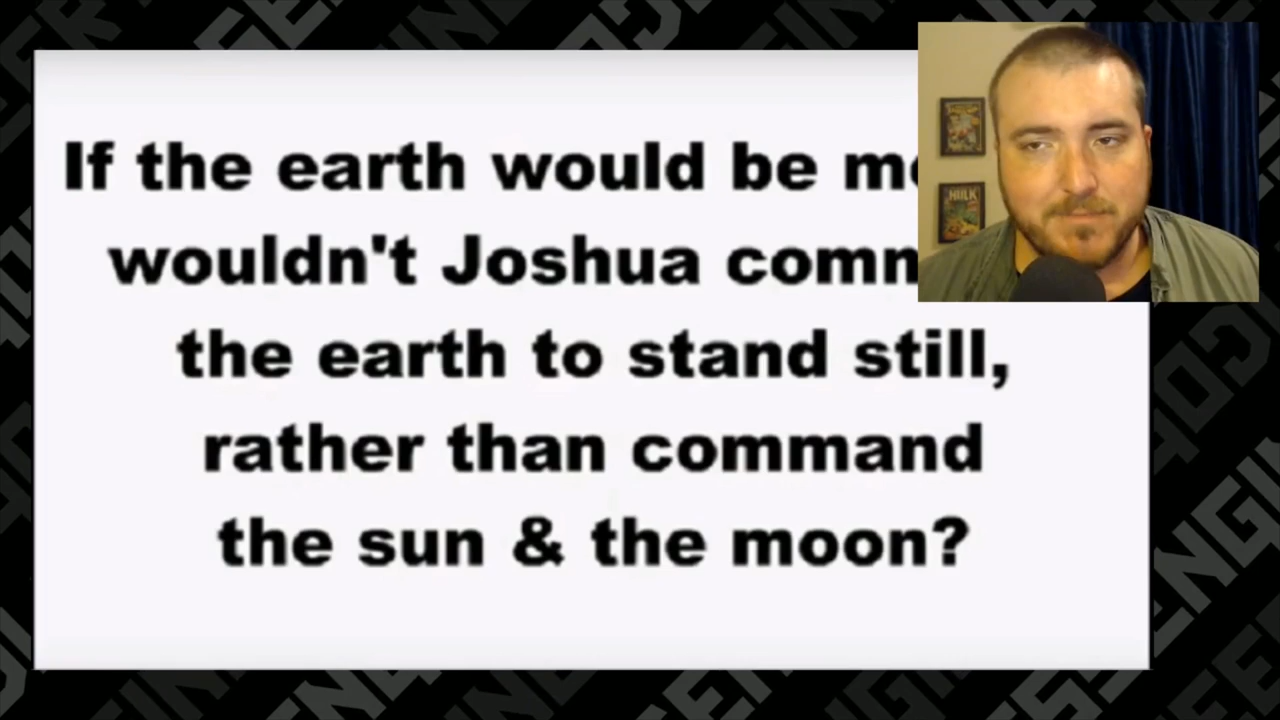 If the earth would be
wouldn't Joshua
the earth to stand still,
rather than command
the sun & the moon?
HULK